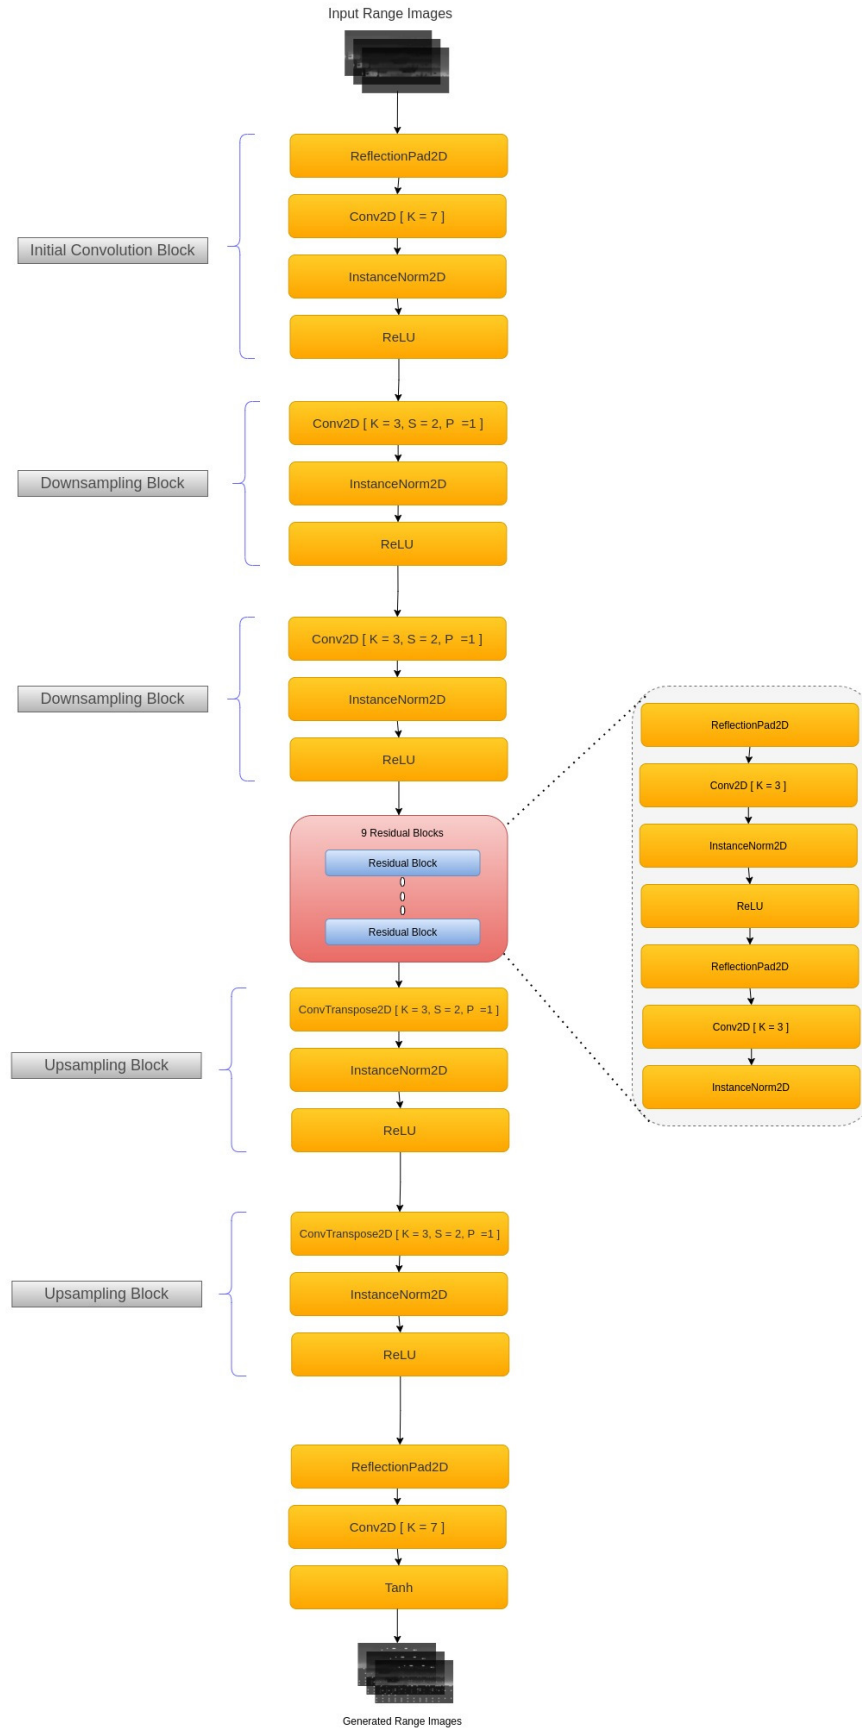 Input Range Images
ReflectionPad2D
Conv2D [ K = 7 ]
Initial Convolution Block
InstanceNorm2D
ReLU
Conv2D [ K = 3, S = 2, P  =1 ]
Downsampling Block
InstanceNorm2D
ReLU
Conv2D [ K = 3, S = 2, P  =1 ]
Downsampling Block
InstanceNorm2D
ReLU
9 Residual Blocks
Residual Block
0
0
0
Residual Block
ReflectionPad2D
Conv2D [ K = 3 ]
InstanceNorm2D
ReLU
ReflectionPad2D
Conv2D [ K = 3 ]
InstanceNorm2D
ConvTranspose2D [ K = 3, S = 2, P  =1 ]
Upsampling Block
InstanceNorm2D
ReLU
ConvTranspose2D [ K = 3, S = 2, P  =1 ]
Upsampling Block
InstanceNorm2D
ReLU
ReflectionPad2D
Conv2D [ K = 7 ]
Tanh
Generated Range Images